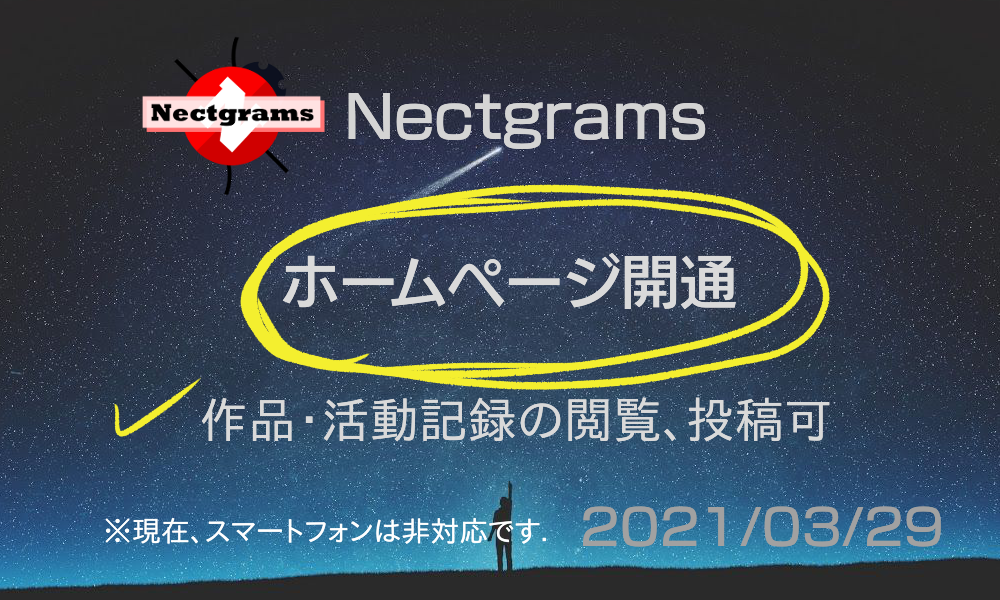 Nectgrams
Nectgrams
ホームページ開通
作品・活動記録の閲覧、投稿可
※現在、スマートフォンは非対応です.
2021/03/29